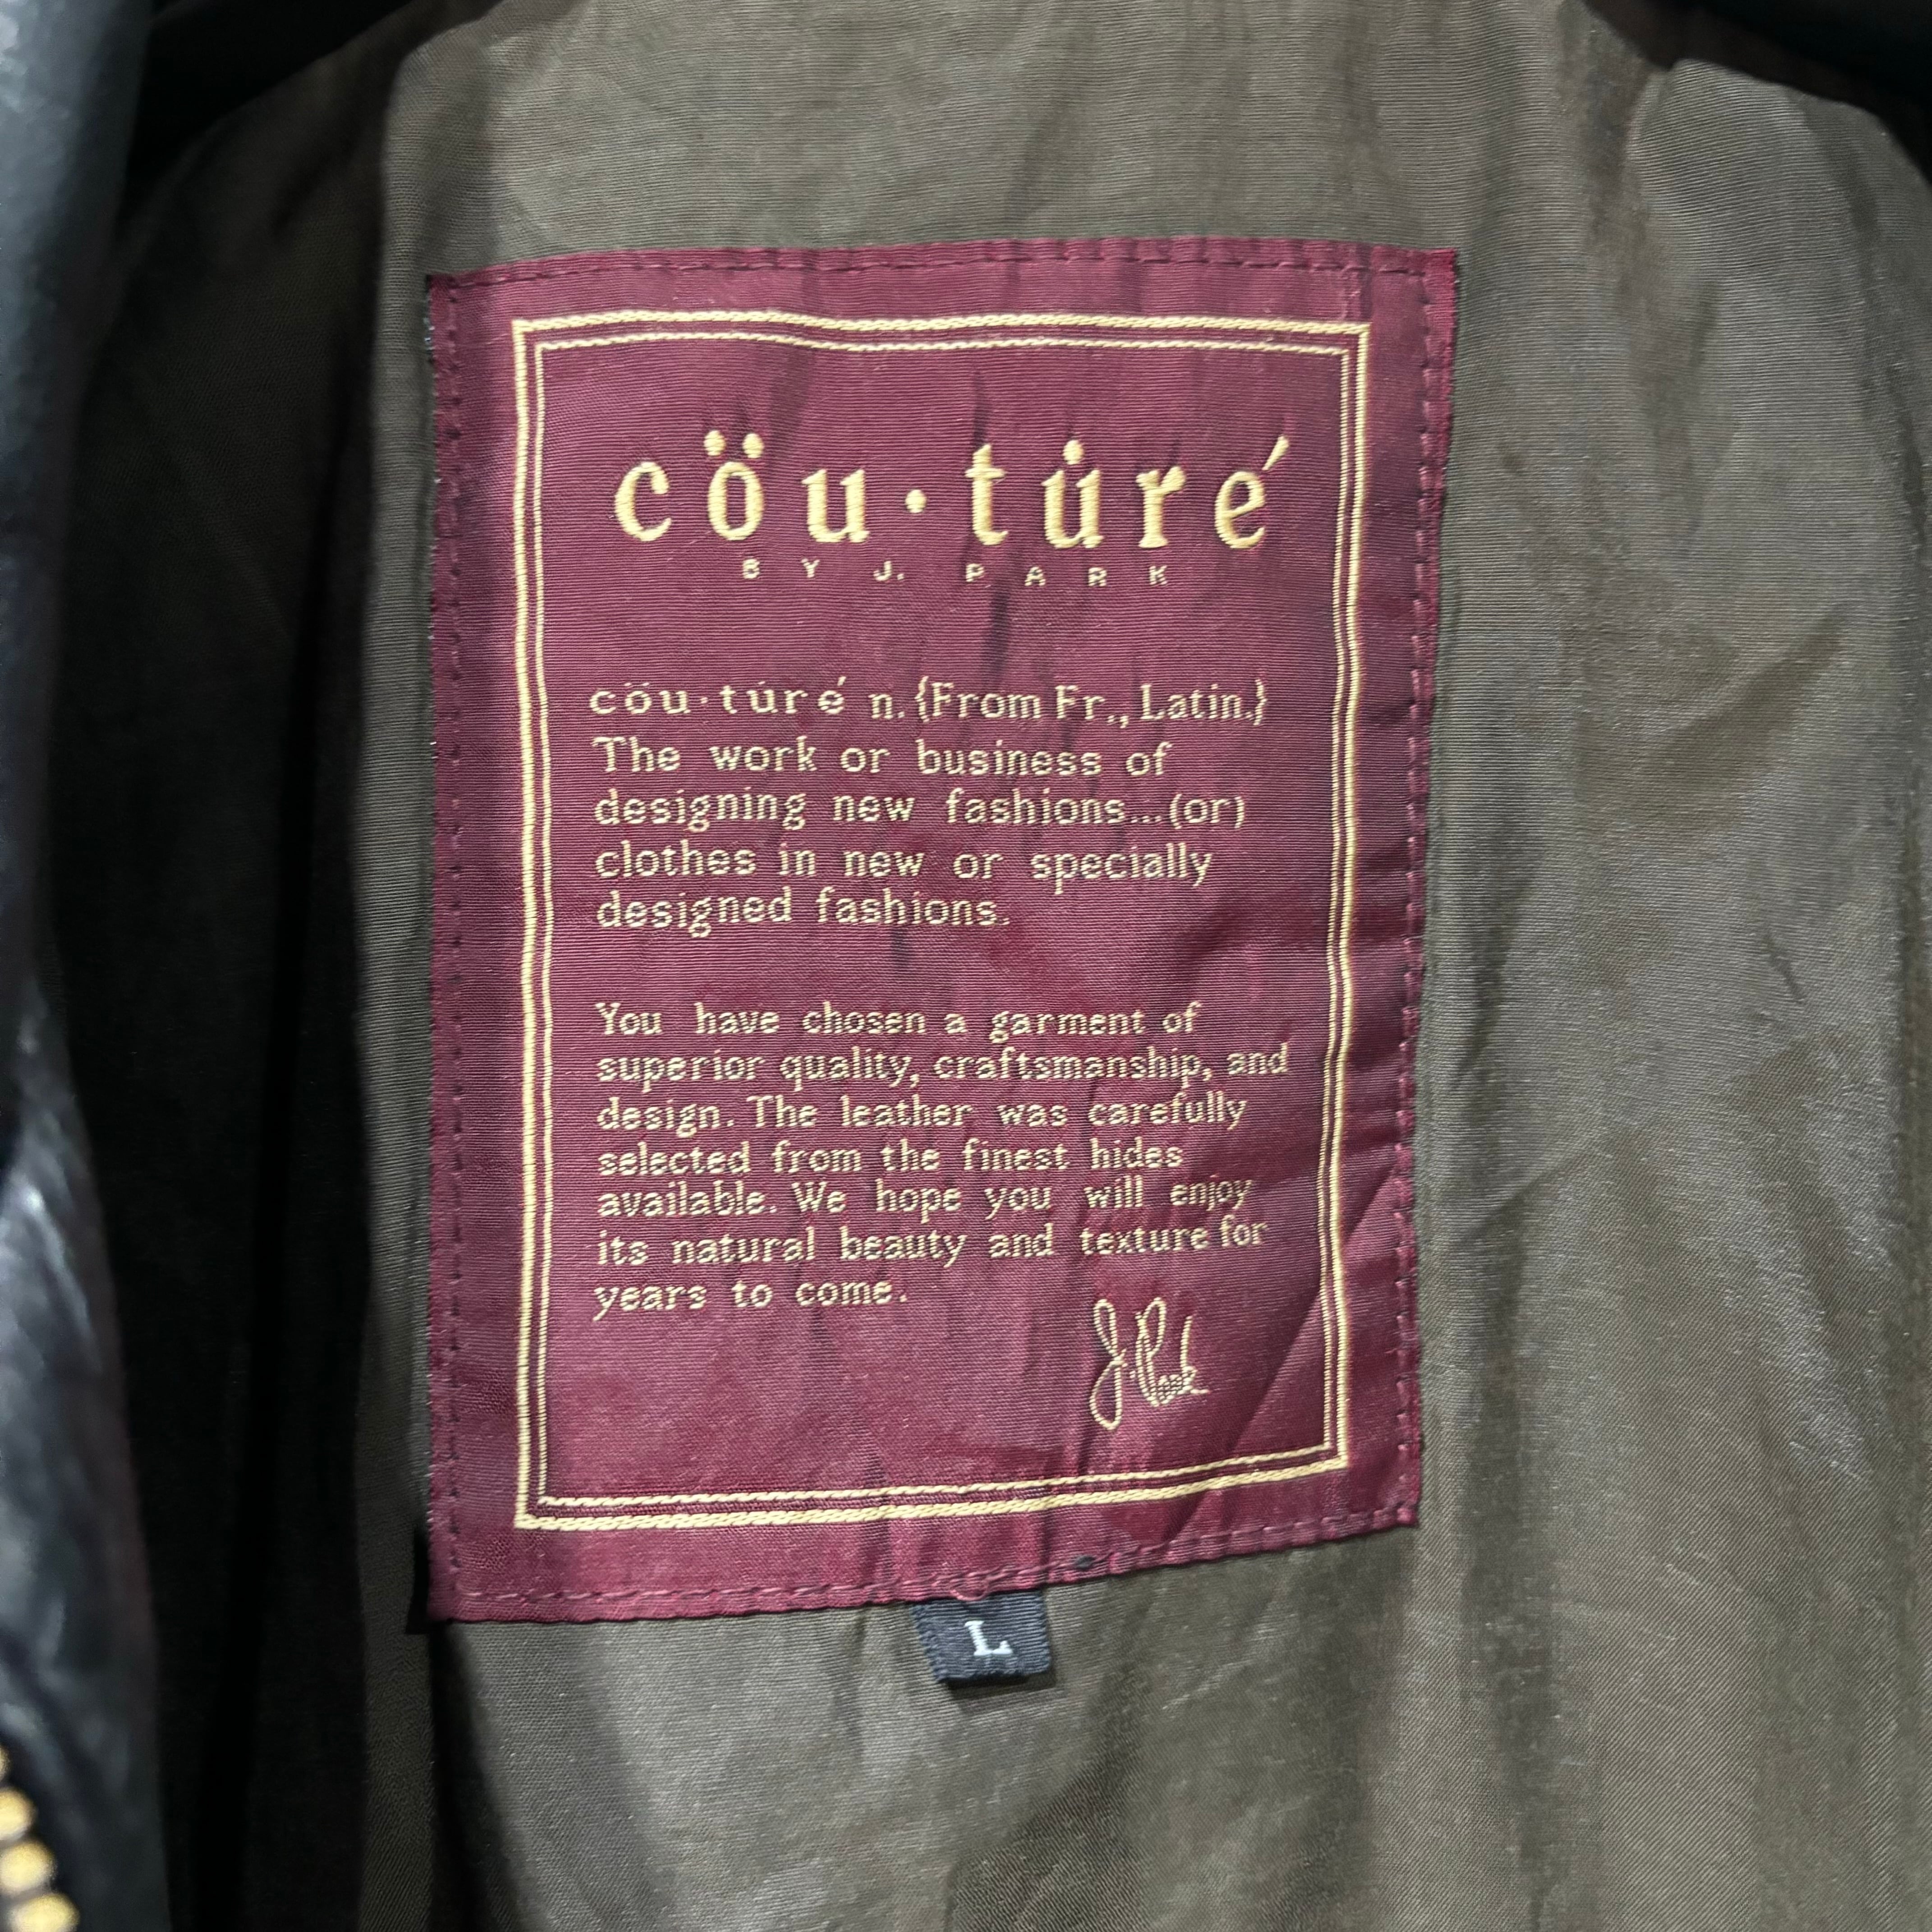 cöu·túré
BY J. PARK
cöu·túré n. {From Fr., Latin.}
The work or business of
designing new fashions...(or)
clothes in new or specially
designed fashions.
You have chosen a garment of
superior quality, craftsmanship, and
design. The leather was carefully
selected from the finest hides
available. We hope you will enjoy
its natural beauty and texture for
years to come.
J. Park
L